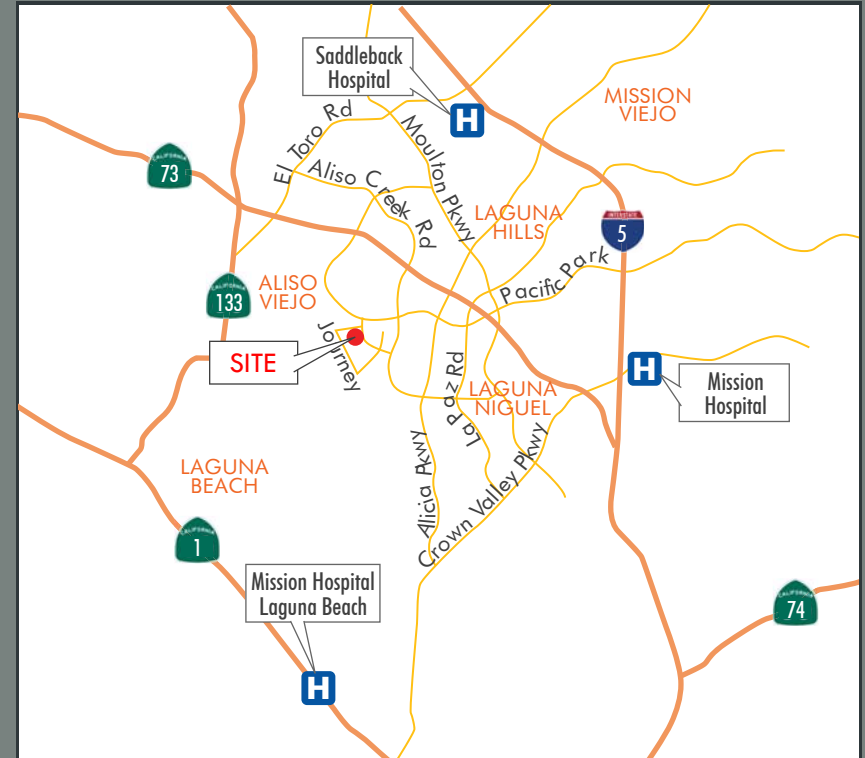 Saddleback
Hospital
H
MISSION
VIEJO
El Toro Rd
Moulton Pkwy
CALIFORNIA
73
Aliso Creek Rd
LAGUNA
HILLS
INTERSTATE
5
Pacific Park
CALIFORNIA
133
ALISO
VIEJO
Journey
SITE
La Paz Rd
LAGUNA
NIGUEL
H
Mission
Hospital
Alicia Pkwy
Crown Valley Pkwy
LAGUNA
BEACH
CALIFORNIA
1
Mission Hospital
Laguna Beach
H
CALIFORNIA
74